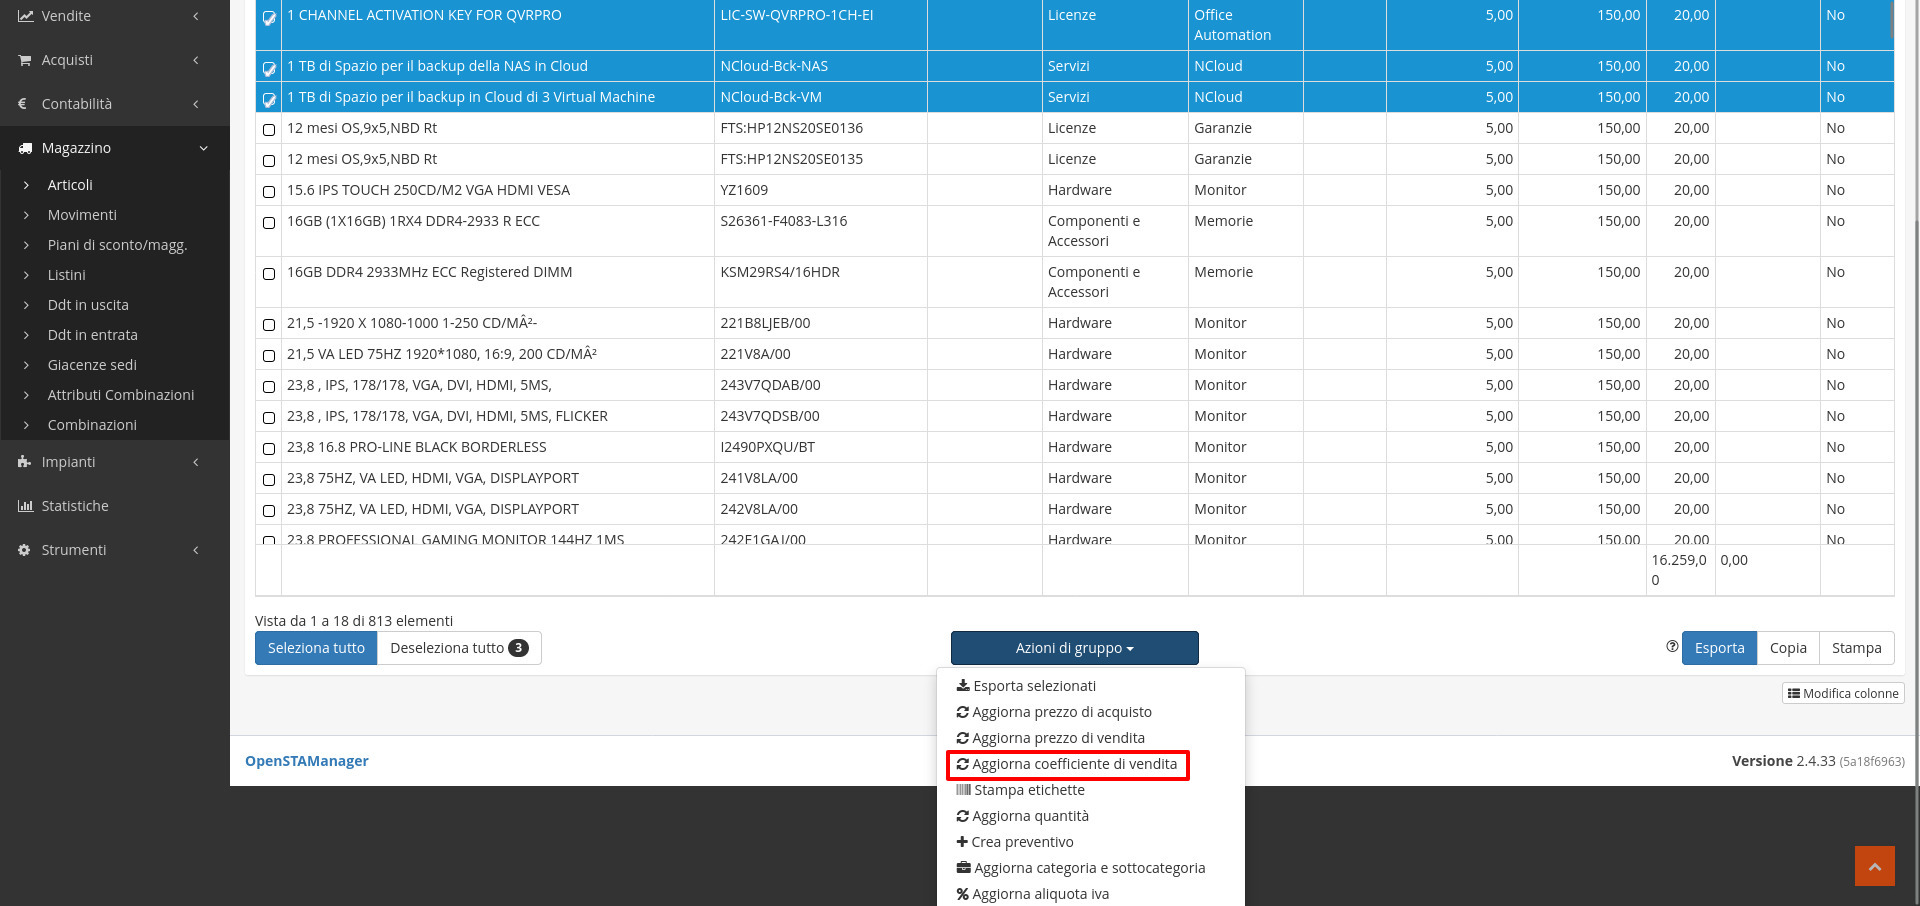 Vendite
Acquisti
Contabilità
Magazzino
Articoli
Movimenti
Piani di sconto/magg.
Listini
Ddt in uscita
Ddt in entrata
Giacenze sedi
Attributi Combinazioni
Combinazioni
Impianti
Statistiche
Strumenti
1 CHANNEL ACTIVATION KEY FOR QVRPRO LIC-SW-QVRPRO-1CH-EI Licenze Office 5,00 150,00 20,00 No
Automation
1 TB di Spazio per il backup della NAS in Cloud NCloud-Bck-NAS Servizi NCloud 5,00 150,00 20,00 No
1 TB di Spazio per il backup in Cloud di 3 Virtual Machine NCloud-Bck-VM Servizi NCloud 5,00 150,00 20,00 No
12 mesi OS,9x5,NBD Rt FTS:HP12NS20SE0136 Licenze Garanzie 5,00 150,00 20,00 No
12 mesi OS,9x5,NBD Rt FTS:HP12NS20SE0135 Licenze Garanzie 5,00 150,00 20,00 No
15.6 IPS TOUCH 250CD/M2 VGA HDMI VESA YZ1609 Hardware Monitor 5,00 150,00 20,00 No
16GB (1X16GB) 1RX4 DDR4-2933 R ECC S26361-F4083-L316 Componenti e Memorie 5,00 150,00 20,00 No
Accessori
16GB DDR4 2933MHz ECC Registered DIMM KSM29RS4/16HDR Componenti e Memorie 5,00 150,00 20,00 No
Accessori
21,5 -1920 X 1080-1000 1-250 CD/MÂ²- 221B8LJEB/00 Hardware Monitor 5,00 150,00 20,00 No
21,5 VA LED 75HZ 1920*1080, 16:9, 200 CD/MÂ² 221V8A/00 Hardware Monitor 5,00 150,00 20,00 No
23,8 , IPS, 178/178, VGA, DVI, HDMI, 5MS, 243V7QDAB/00 Hardware Monitor 5,00 150,00 20,00 No
23,8 , IPS, 178/178, VGA, DVI, HDMI, 5MS, FLICKER 243V7QDSB/00 Hardware Monitor 5,00 150,00 20,00 No
23,8 16.8 PRO-LINE BLACK BORDERLESS I2490PXQU/BT Hardware Monitor 5,00 150,00 20,00 No
23,8 75HZ, VA LED, HDMI, VGA, DISPLAYPORT 241V8LA/00 Hardware Monitor 5,00 150,00 20,00 No
23,8 75HZ, VA LED, HDMI, VGA, DISPLAYPORT 242V8LA/00 Hardware Monitor 5,00 150,00 20,00 No
23,8 PROFESSIONAL GAMING MONITOR 144HZ 1MS 242E1GAJ/00 Hardware Monitor 5,00 150,00 20,00 No
16.259,0 0,00
0
Vista da 1 a 18 di 813 elementi
Seleziona tutto Deseleziona tutto 3 Azioni di gruppo Esporta Copia Stampa
Esporta selezionati
Aggiorna prezzo di acquisto
Aggiorna prezzo di vendita
Aggiorna coefficiente di vendita
Stampa etichette
Aggiorna quantità
Crea preventivo
Aggiorna categoria e sottocategoria
Aggiorna aliquota iva
Modifica colonne
OpenSTAManager
Versione 2.4.33 (5a18f6963)